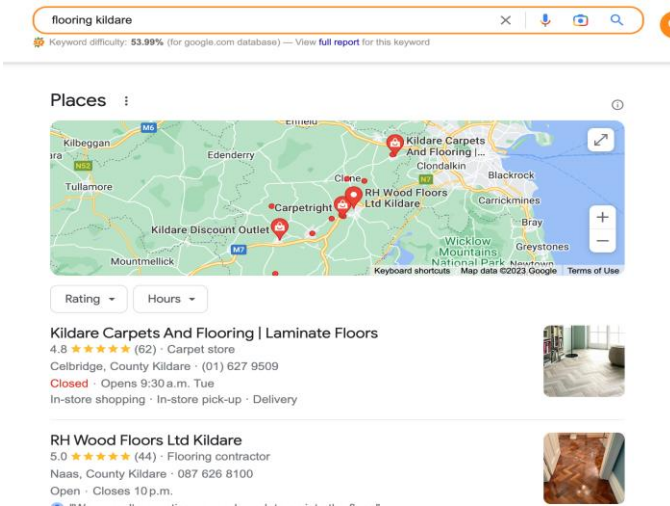 flooring kildare
Keyword difficulty: 53.99% (for google.com database) — View full report for this keyword
Places
M6
Enfield
Kilbeggan
Edenderry
Kildare Carpets
And Flooring |...
ara
N52
Clondalkin
Tullamore
Clane
N7
Blackrock
RH Wood Floors
Ltd Kildare
Carpetright
Carrickmines
Kildare Discount Outlet
Bray
M7
Wicklow
Mountains
National Park
Greystones
Mountmellick
Newtown
Keyboard shortcuts Map data ©2023 Google Terms of Use
Rating
Hours
Kildare Carpets And Flooring | Laminate Floors
4.8 ★★★★★ (62) · Carpet store
Celbridge, County Kildare · (01) 627 9509
Closed · Opens 9:30 a.m. Tue
In-store shopping · In-store pick-up · Delivery
RH Wood Floors Ltd Kildare
5.0 ★★★★★ (44) · Flooring contractor
Naas, County Kildare · 087 626 8100
Open · Closes 10 p.m.